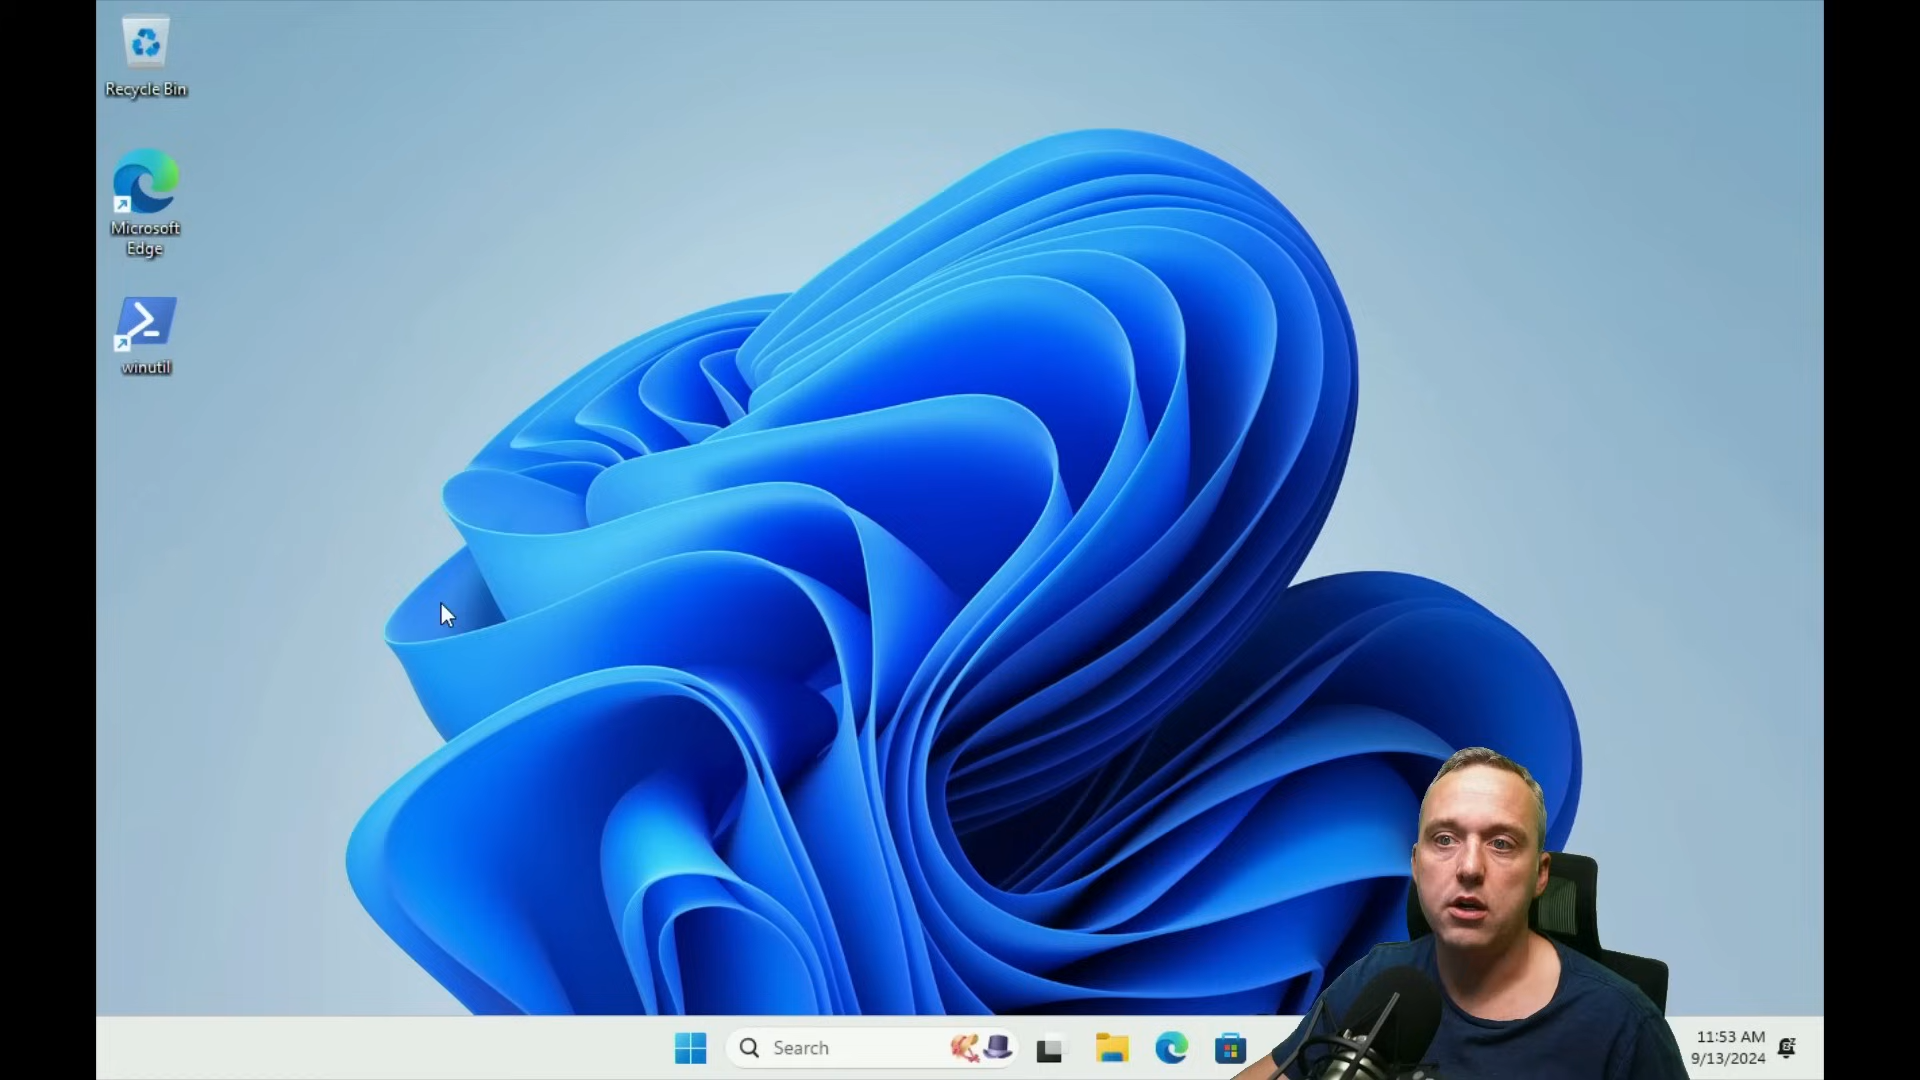 Recycle Bin
Microsoft
Edge
winutil
Search
11:53 AM
9/13/2024